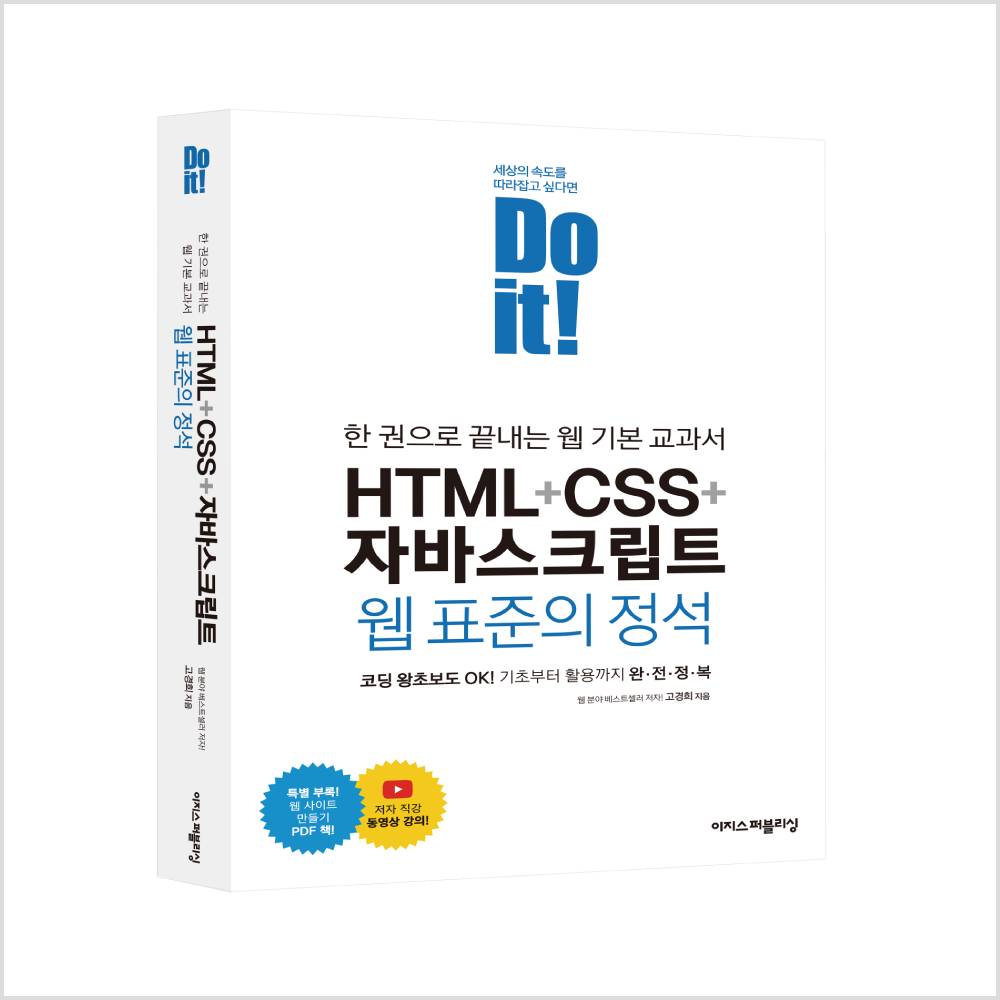 Do
it!
한 권으로 끝내는
웹 기본 교과서
HTML+CSS+자바스크립트
웹 표준의 정석
웹 분야 베스트셀러 저자!
고경희 지음
이지스 퍼블리싱
세상의 속도를
따라잡고 싶다면
Do
it!
한 권으로 끝내는 웹 기본 교과서
HTML+CSS+
자바스크립트
웹 표준의 정석
코딩 왕초보도 OK! 기초부터 활용까지 완·전·정·복
웹 분야 베스트셀러 저자! 고경희 지음
특별 부록!
웹 사이트
만들기
PDF 책!
저자 직강
동영상 강의!
이지스 퍼블리싱